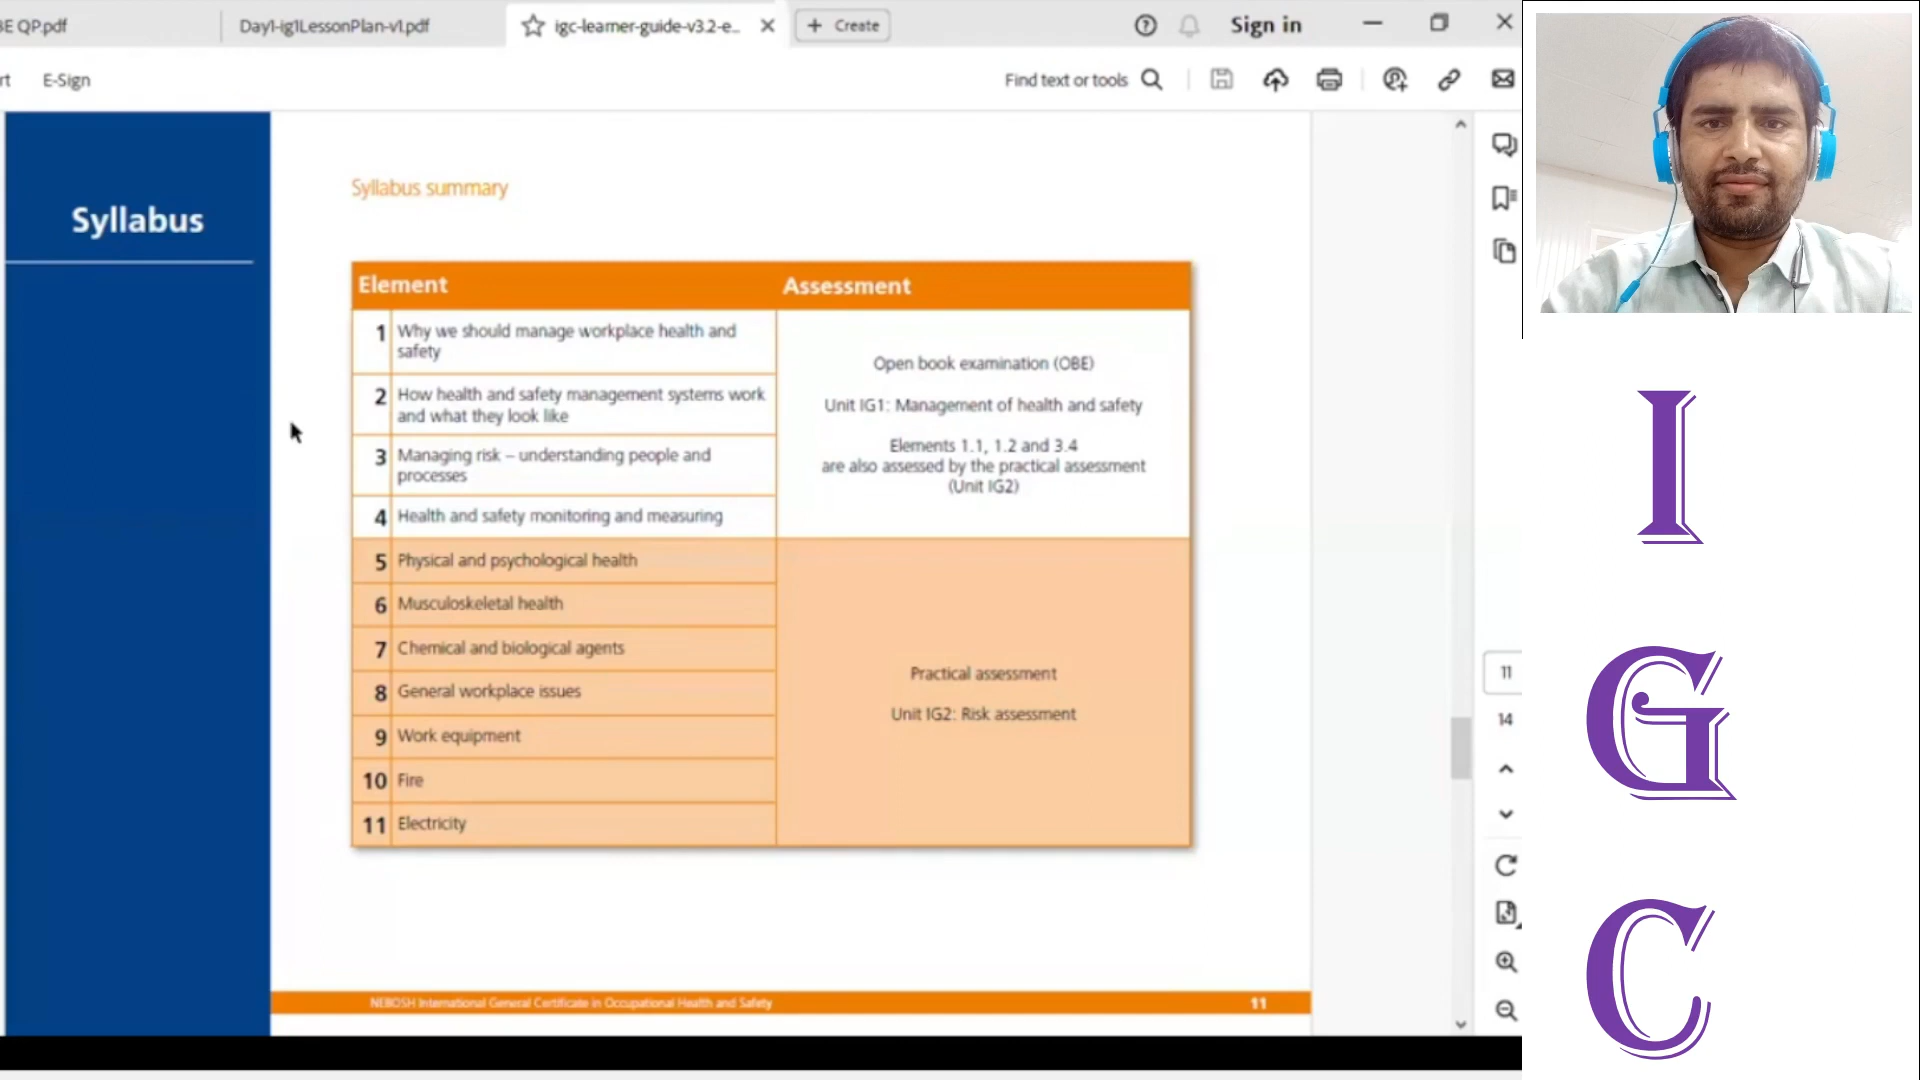 BE QP.pdf
Day1-ig1LessonPlan-v1.pdf
igc-learner-guide-v3.2-e...
Create
Sign in
E-Sign
Find text or tools
Syllabus
Syllabus summary
Element
Assessment
1 Why we should manage workplace health and
safety
2 How health and safety management systems work
and what they look like
3 Managing risk – understanding people and
processes
4 Health and safety monitoring and measuring
Open book examination (OBE)
Unit IG1: Management of health and safety
Elements 1.1, 1.2 and 3.4
are also assessed by the practical assessment
(Unit IG2)
5 Physical and psychological health
6 Musculoskeletal health
7 Chemical and biological agents
8 General workplace issues
9 Work equipment
10 Fire
11 Electricity
Practical assessment
Unit IG2: Risk assessment
NEBOSH International General Certificate in Occupational Health and Safety
11
11
14
I
G
C